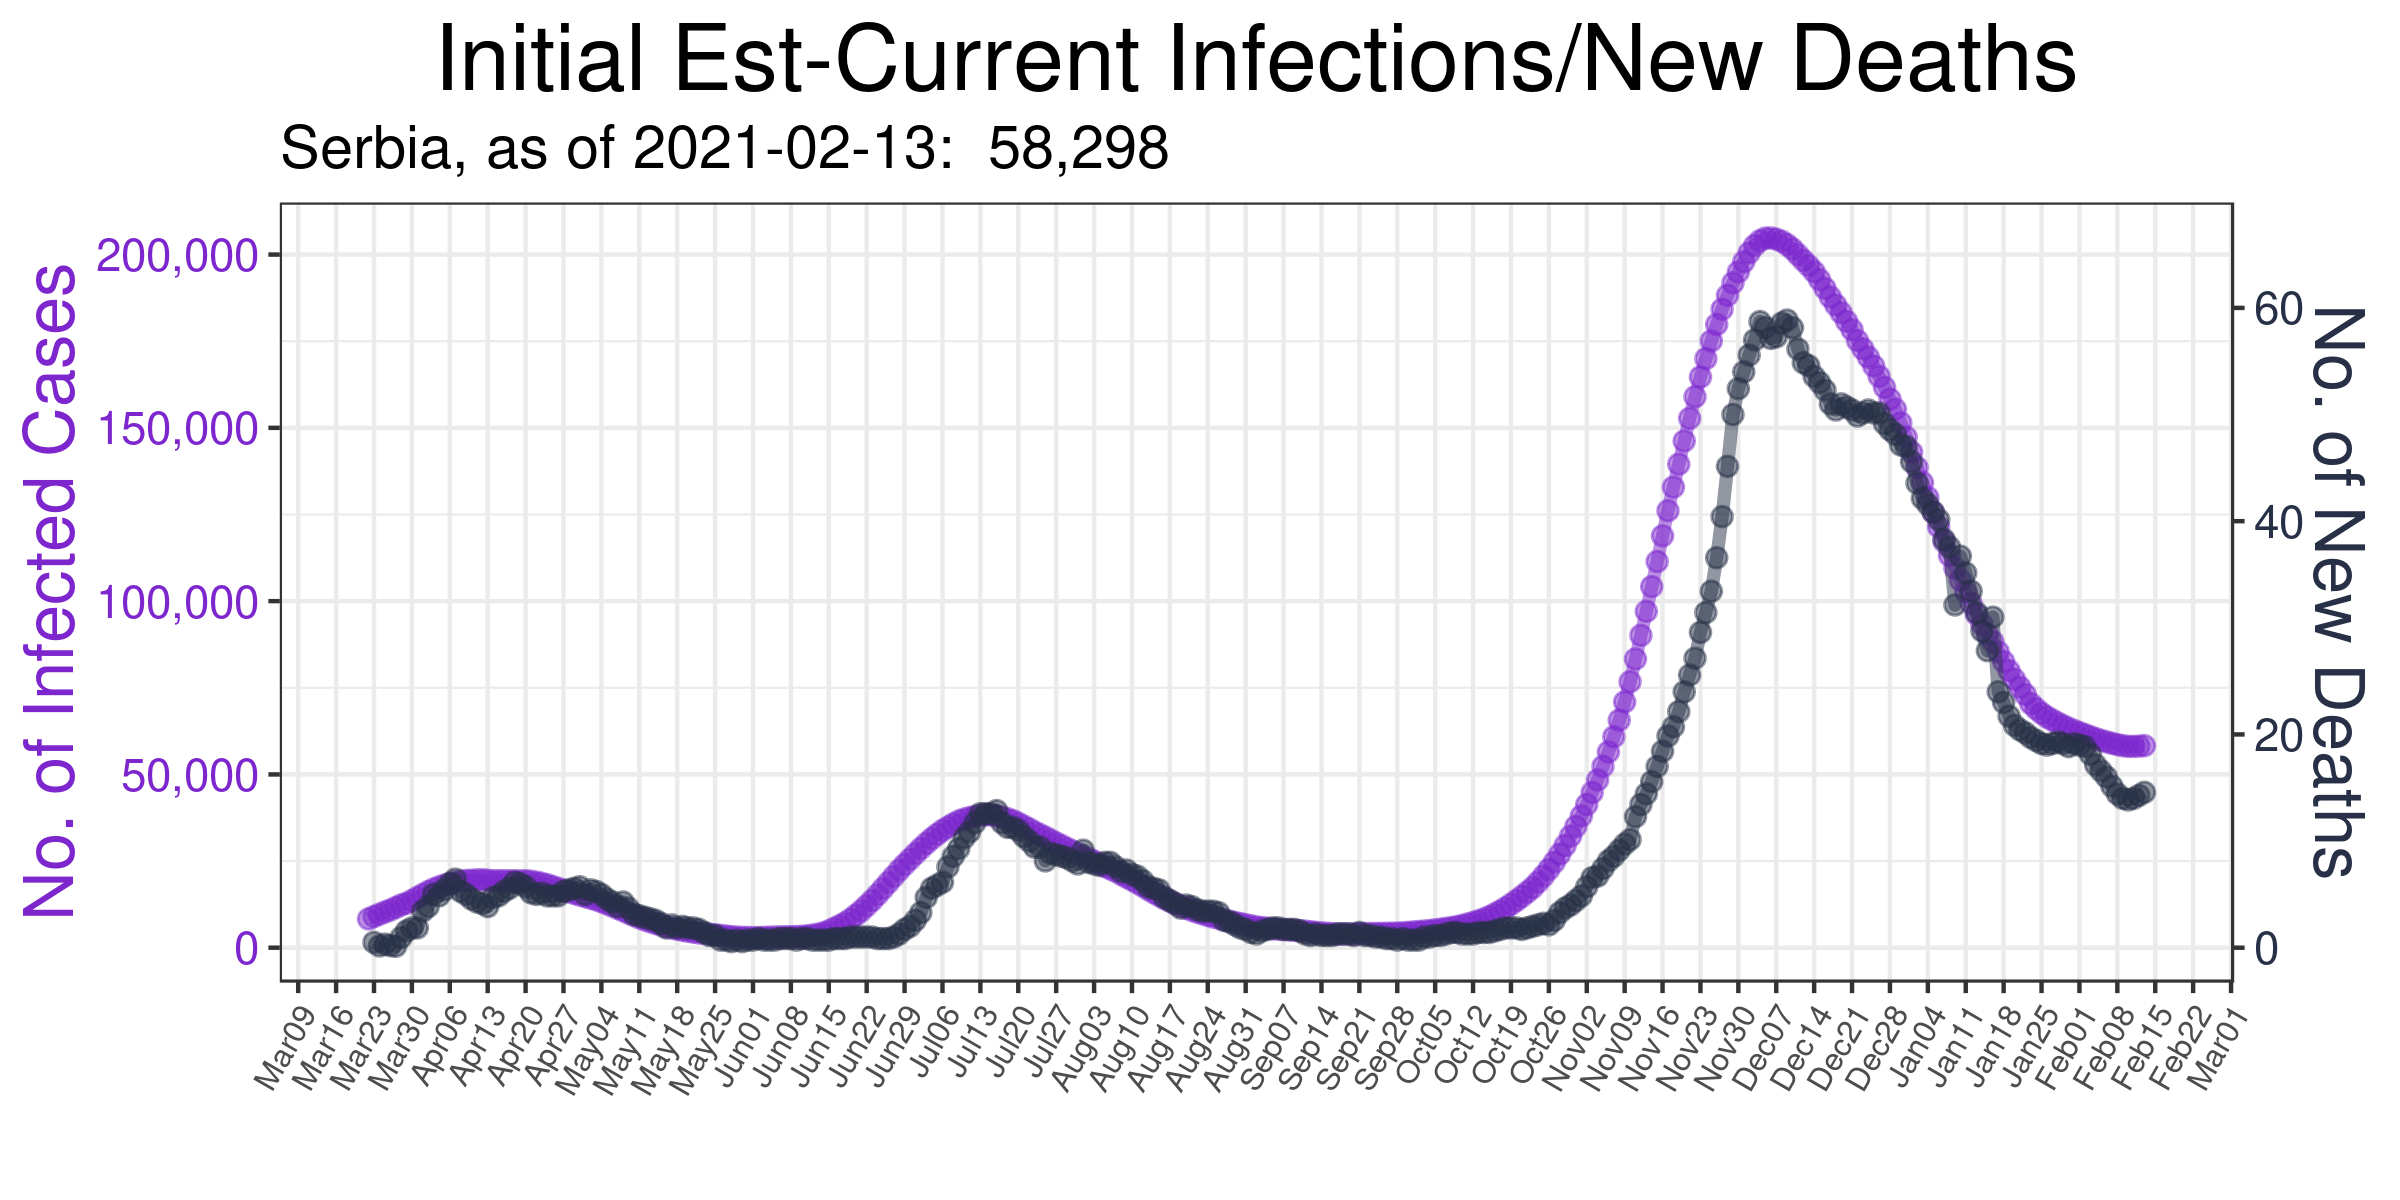 Initial Est-Current Infections/New Deaths
Serbia, as of 2021-02-13: 58,298
No. of Infected Cases
200,000
150,000
100,000
50,000
0
60
40
20
0
No. of New Deaths
Mar09
Mar16
Mar23
Mar30
Apr06
Apr13
Apr20
Apr27
May04
May11
May18
May25
Jun01
Jun08
Jun15
Jun22
Jun29
Jul06
Jul13
Jul20
Jul27
Aug03
Aug10
Aug17
Aug24
Aug31
Sep07
Sep14
Sep21
Sep28
Oct05
Oct12
Oct19
Oct26
Nov02
Nov09
Nov16
Nov23
Nov30
Dec07
Dec14
Dec21
Dec28
Jan04
Jan11
Jan18
Jan25
Feb01
Feb08
Feb15
Feb22
Mar01